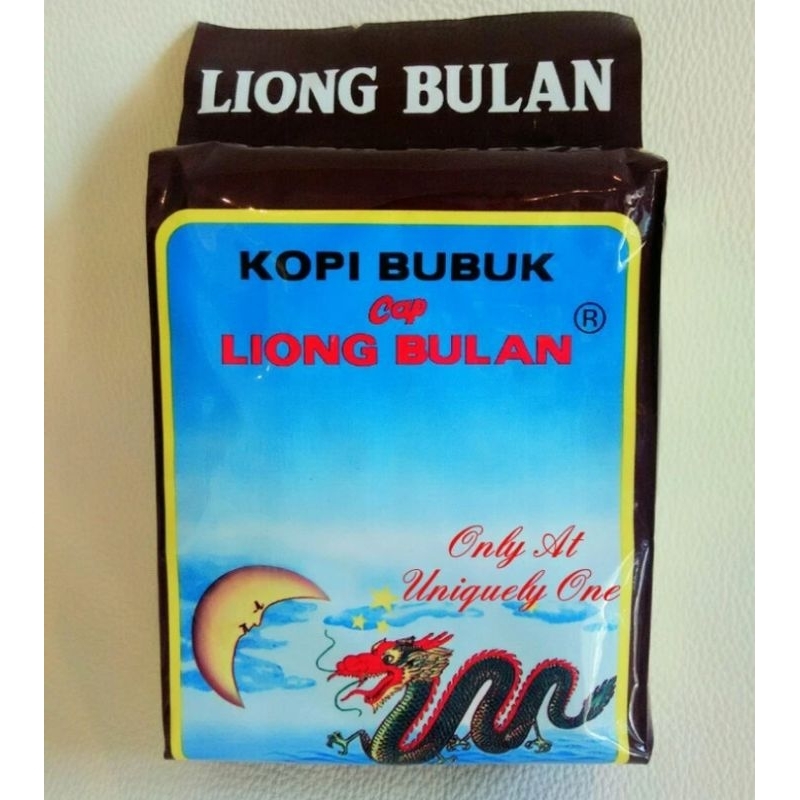 LIONG BULAN
KOPI BUBUK
Cap
LIONG BULAN ®
Only At
Uniquely One